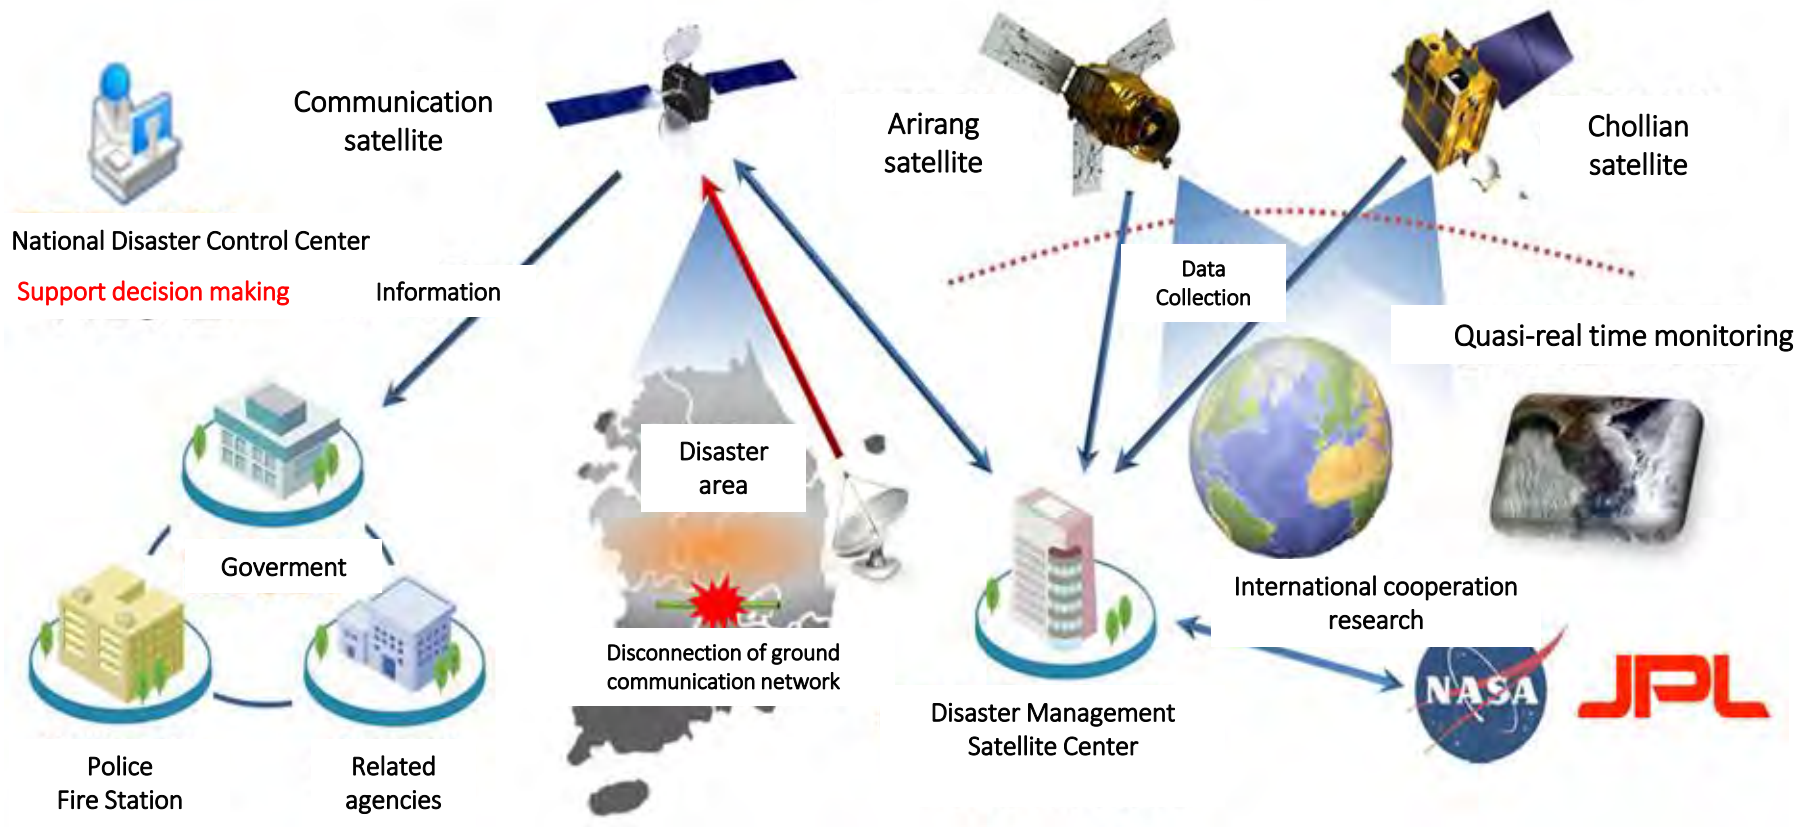 Communication
satellite
Arirang
satellite
Chollian
satellite
National Disaster Control Center
Support decision making
Information
Data
Collection
Quasi-real time monitoring
Disaster
area
Goverment
International cooperation
research
Disconnection of ground
communication network
NASA
JPL
Disaster Management
Satellite Center
Police
Fire Station
Related
agencies